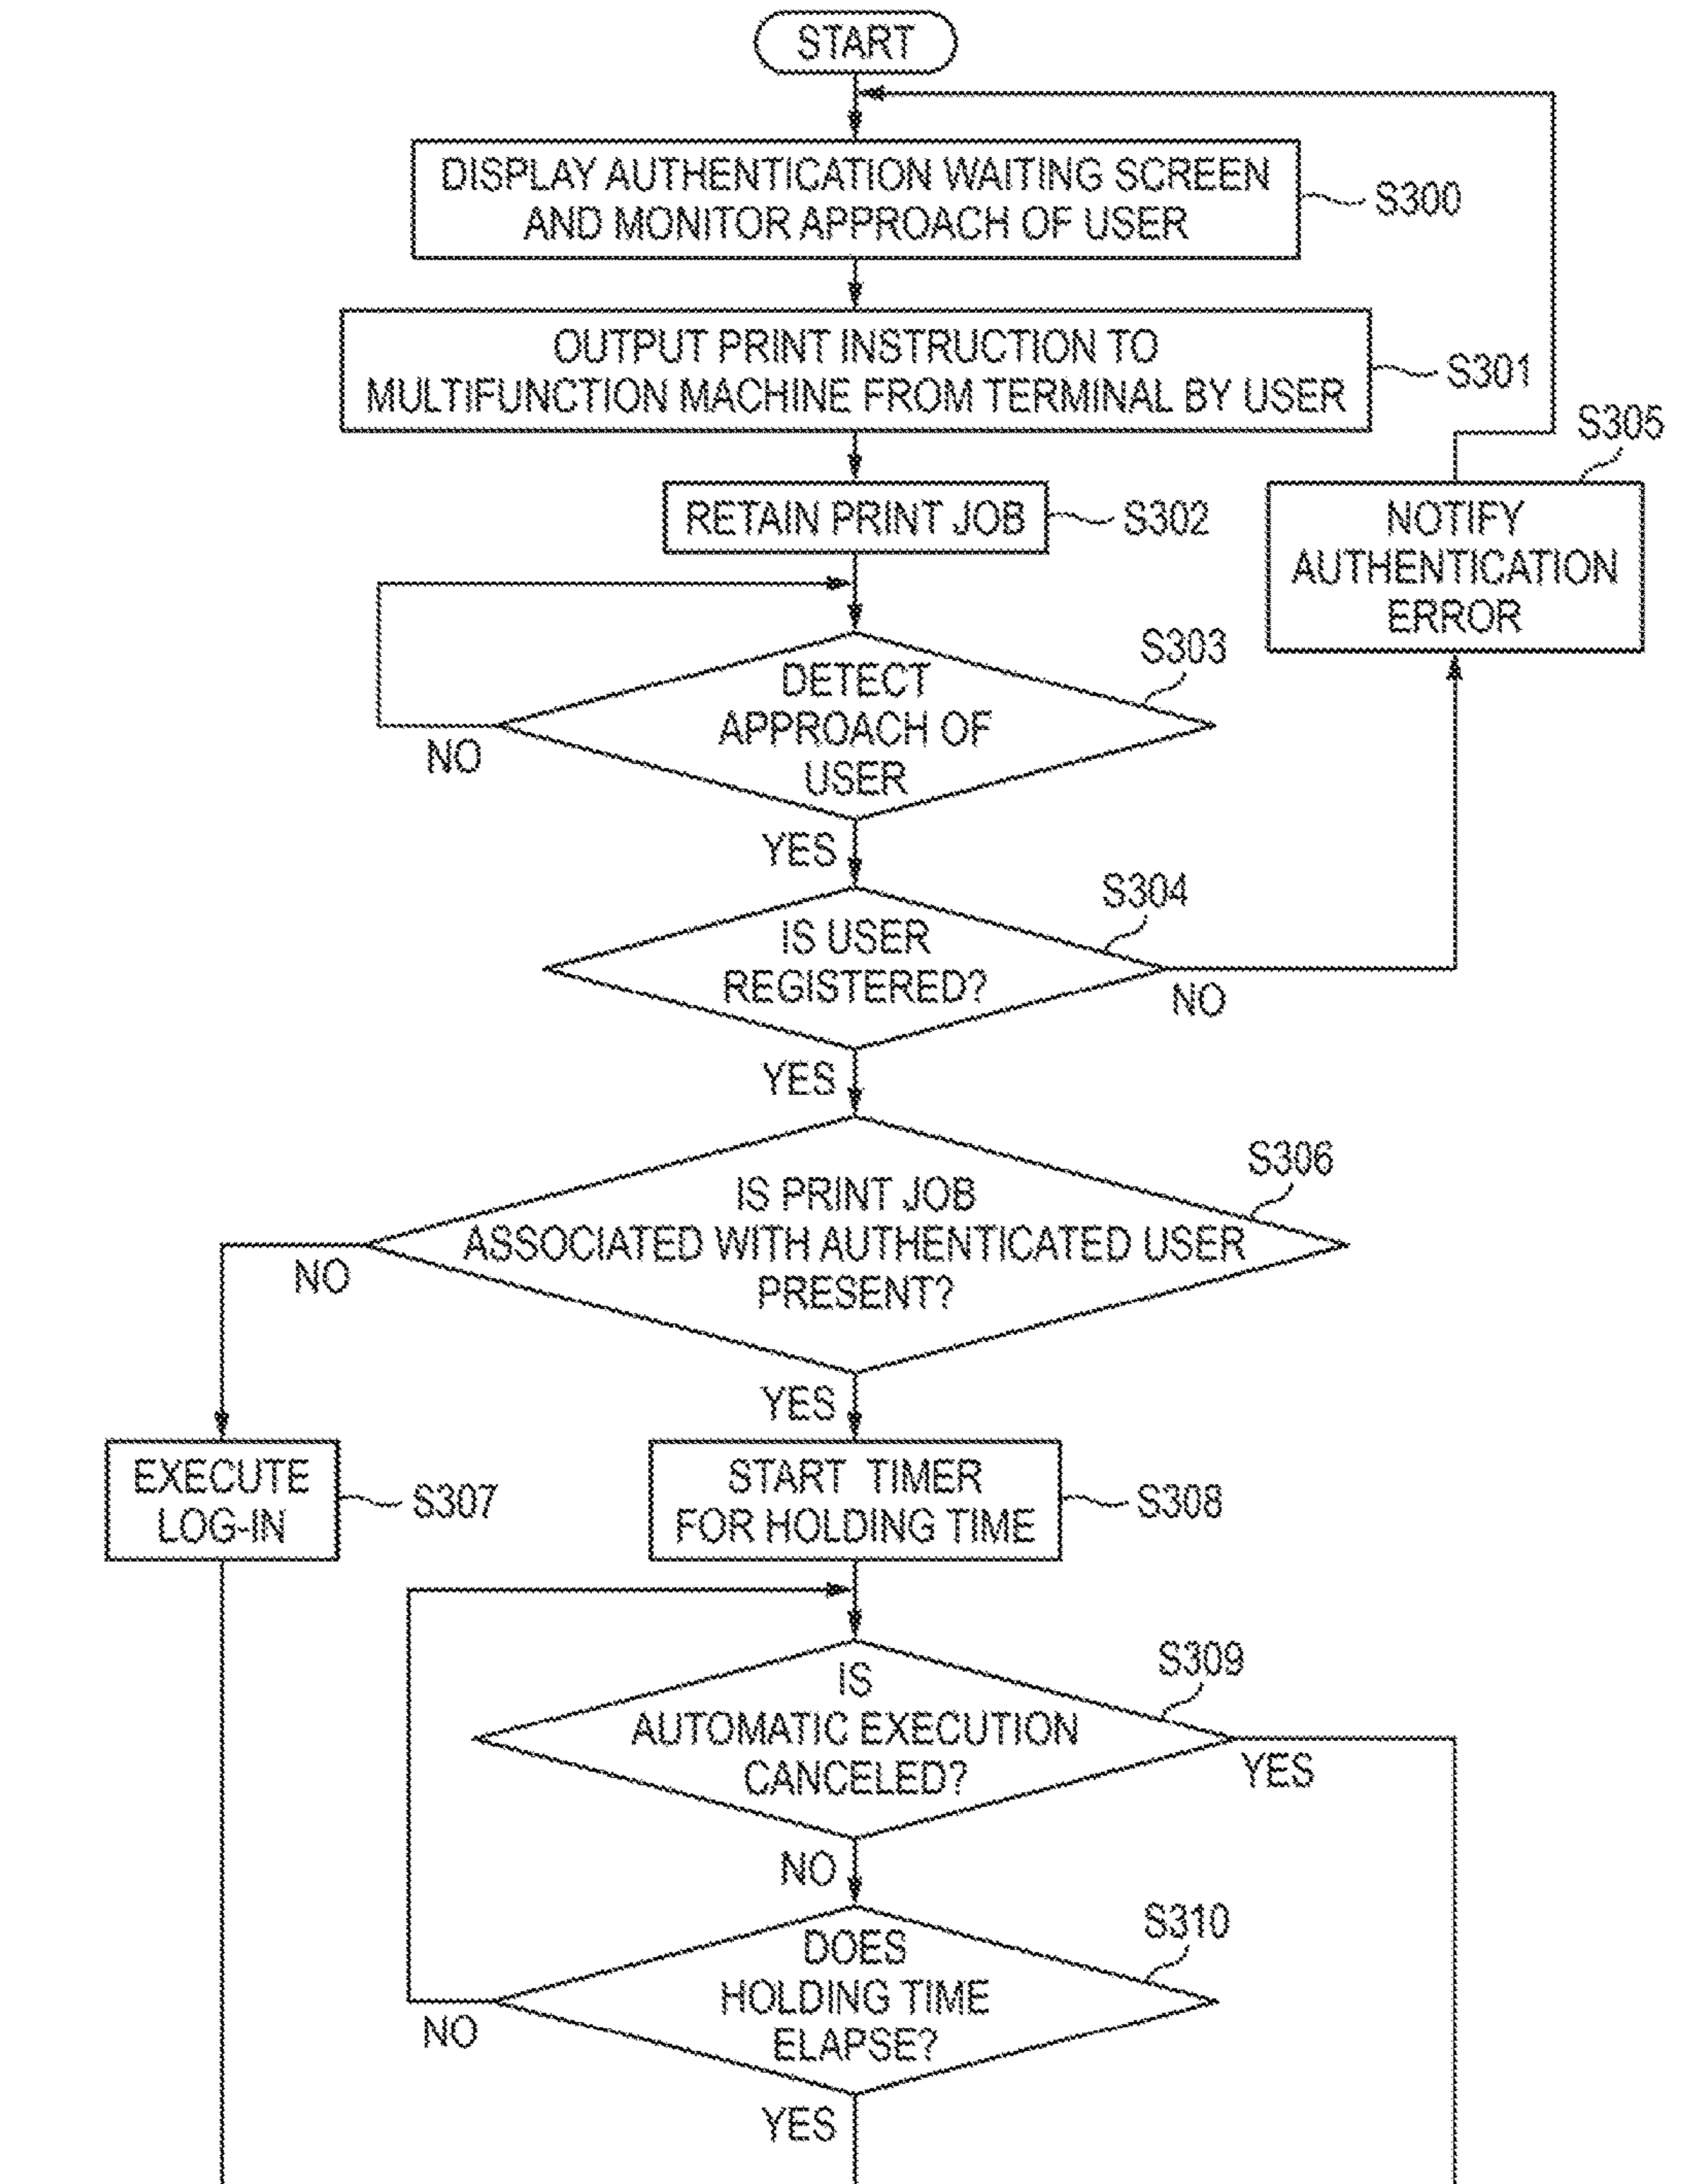 START
DISPLAY AUTHENTICATION WAITING SCREEN
AND MONITOR APPROACH OF USER
S300
OUTPUT PRINT INSTRUCTION TO
MULTIFUNCTION MACHINE FROM TERMINAL BY USER
S301
S305
RETAIN PRINT JOB
S302
NOTIFY
AUTHENTICATION
ERROR
S303
DETECT
APPROACH OF
USER
NO
YES
S304
IS USER
REGISTERED?
NO
YES
S306
IS PRINT JOB
ASSOCIATED WITH AUTHENTICATED USER
PRESENT?
NO
YES
EXECUTE
LOG-IN
S307
START TIMER
FOR HOLDING TIME
S308
S309
IS
AUTOMATIC EXECUTION
CANCELED?
YES
NO
S310
DOES
HOLDING TIME
ELAPSE?
NO
YES